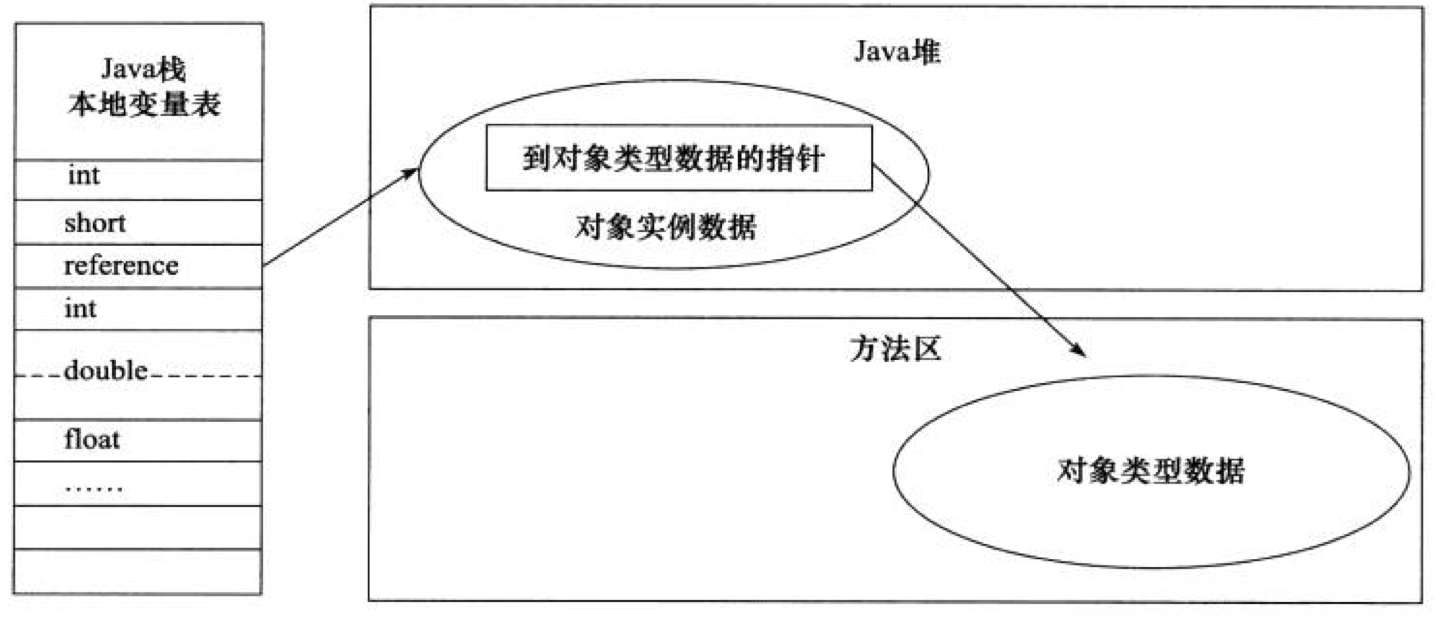 Java栈
本地变量表
int
short
reference
int
double
float
……
Java堆
到对象类型数据的指针
对象实例数据
方法区
对象类型数据